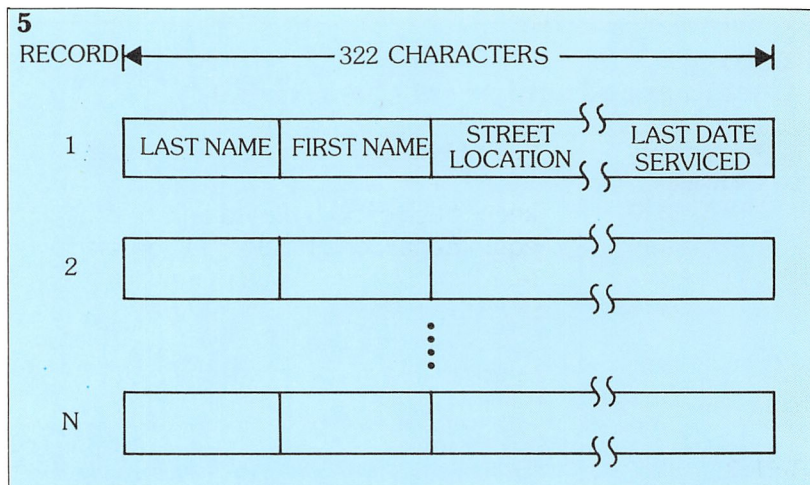 5
RECORD 322 CHARACTERS
1 LAST NAME FIRST NAME STREET LOCATION LAST DATE SERVICED
2
N